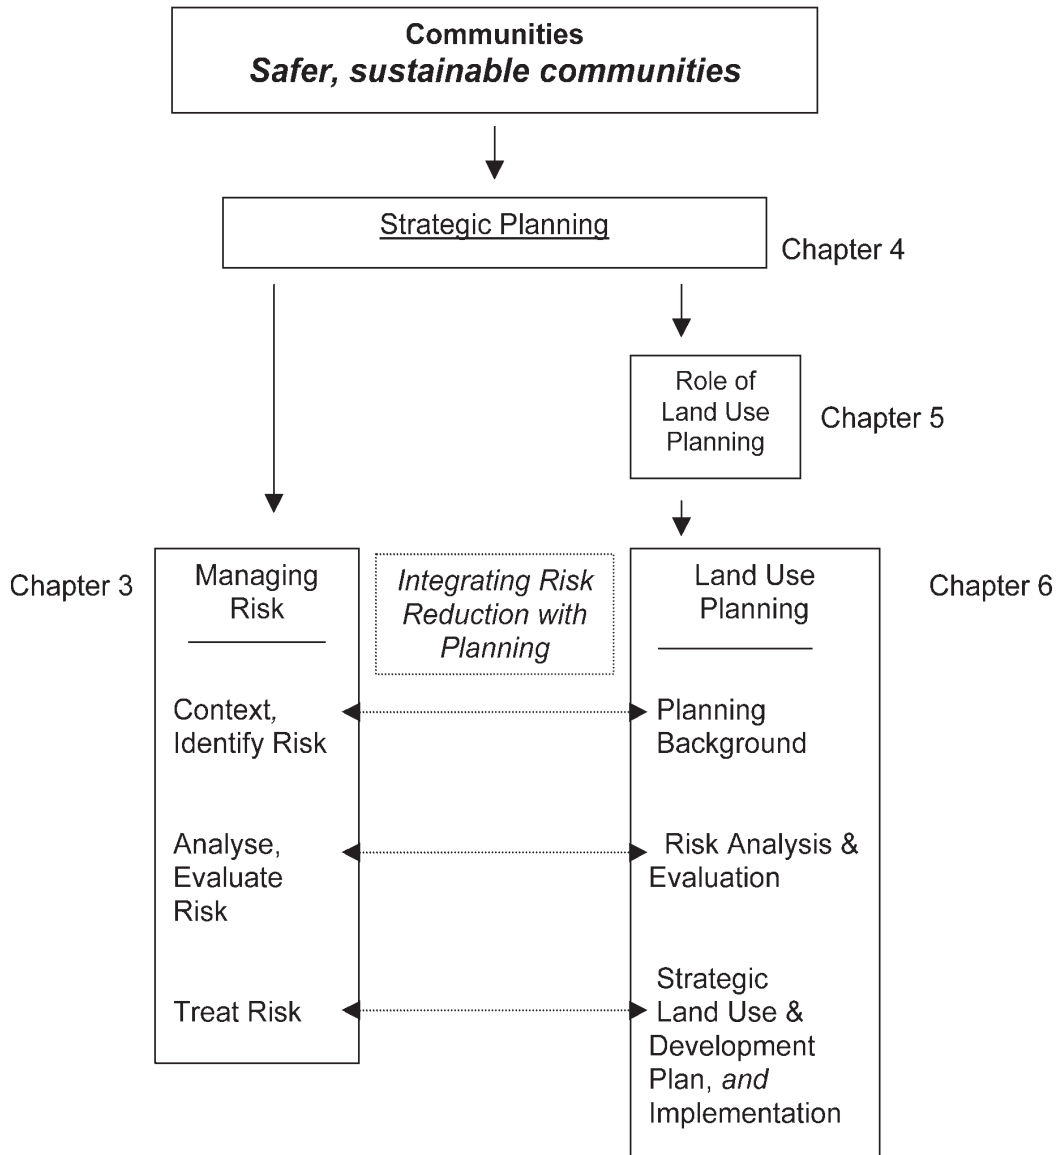 Communities
Safer, sustainable communities
Strategic Planning
Chapter 4
Role of
Land Use
Planning
Chapter 5
Chapter 3
Managing
Risk
Integrating Risk
Reduction with
Planning
Land Use
Planning
Chapter 6
Context,
Identify Risk
Planning
Background
Analyse,
Evaluate
Risk
Risk Analysis &
Evaluation
Treat Risk
Strategic
Land Use &
Development
Plan, and
Implementation